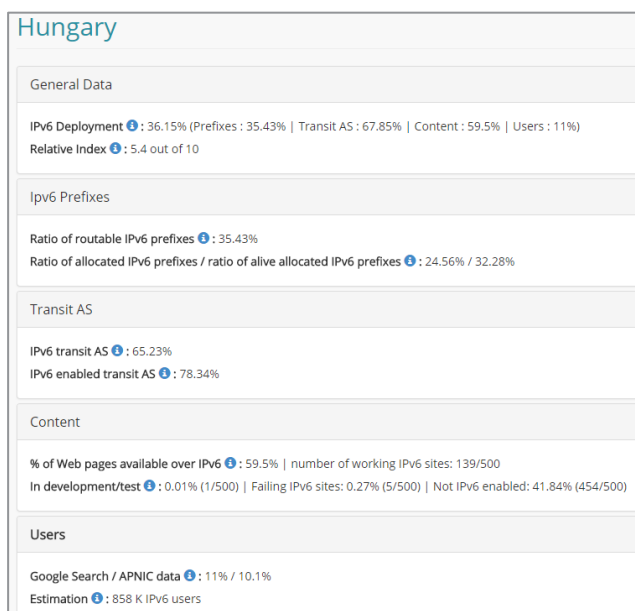 Hungary
General Data
IPv6 Deployment : 36.15% (Prefixes : 35.43% | Transit AS : 67.85% | Content : 59.5% | Users : 11%)
Relative Index : 5.4 out of 10
Ipv6 Prefixes
Ratio of routable IPv6 prefixes : 35.43%
Ratio of allocated IPv6 prefixes / ratio of alive allocated IPv6 prefixes : 24.56% / 32.28%
Transit AS
IPv6 transit AS : 65.23%
IPv6 enabled transit AS : 78.34%
Content
% of Web pages available over IPv6 : 59.5% | number of working IPv6 sites: 139/500
In development/test : 0.01% (1/500) | Failing IPv6 sites: 0.27% (5/500) | Not IPv6 enabled: 41.84% (454/500)
Users
Google Search / APNIC data : 11% / 10.1%
Estimation : 858 K IPv6 users